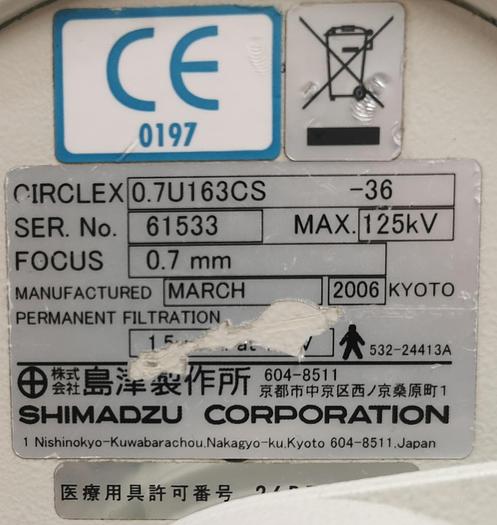 CE
0197
CIRCLEX 0.7U163CS -36
SER. No. 61533 MAX. 125kV
FOCUS 0.7 mm
MANUFACTURED MARCH 2006 KYOTO
PERMANENT FILTRATION
1.5 at V
532-24413A
株式会社 島津製作所 604-8511
京都市中京区西ノ京桑原町1
SHIMADZU CORPORATION
1 Nishinokyo-Kuwabarachou,Nakagyo-ku,Kyoto 604-8511,Japan
医療用具許可番号